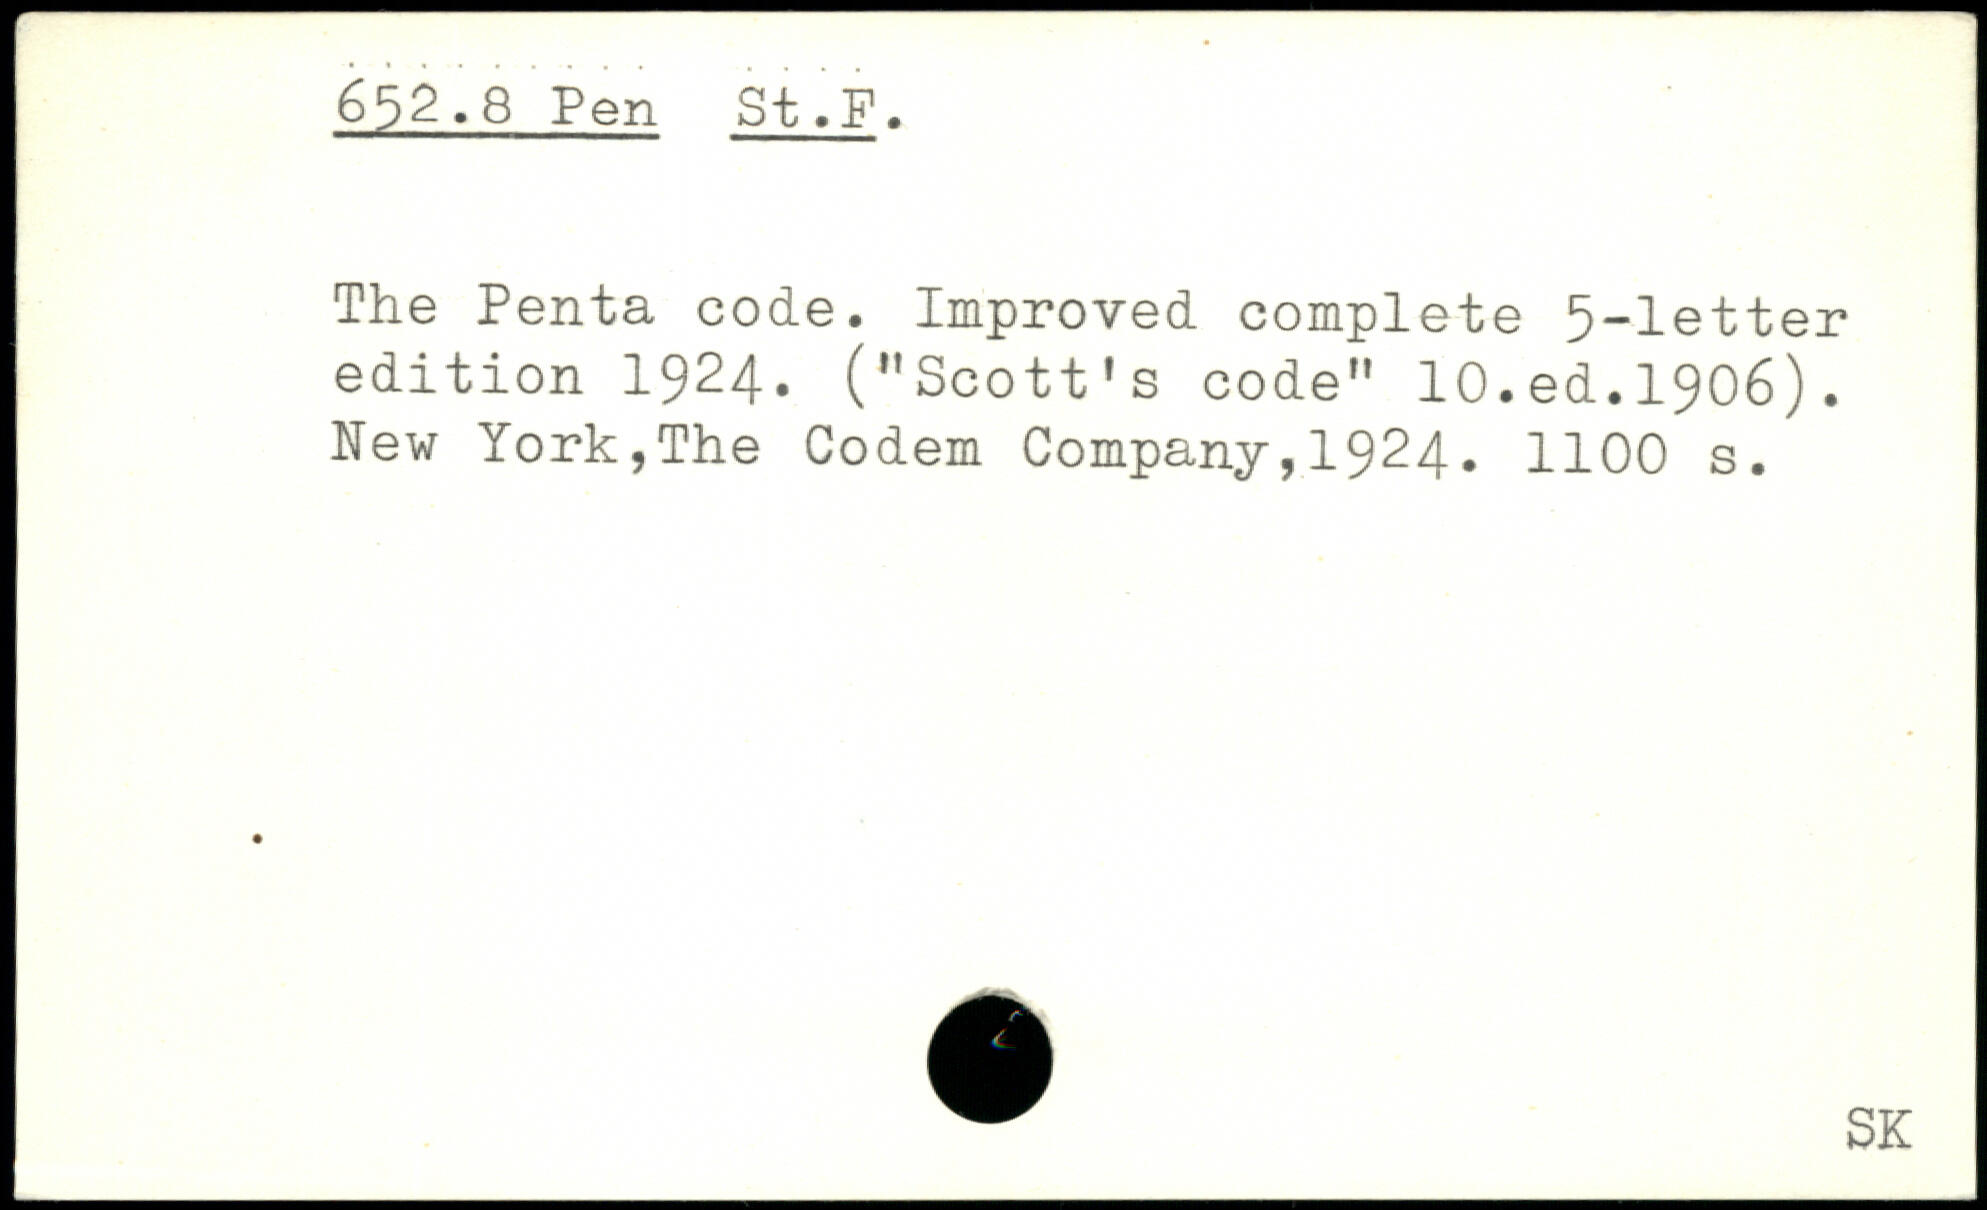 652.8 Pen St.F.
The Penta code. Improved complete 5-letter
edition 1924. ("Scott's code" 10.ed.1906).
New York,The Codem Company,1924. 1100 s.
SK